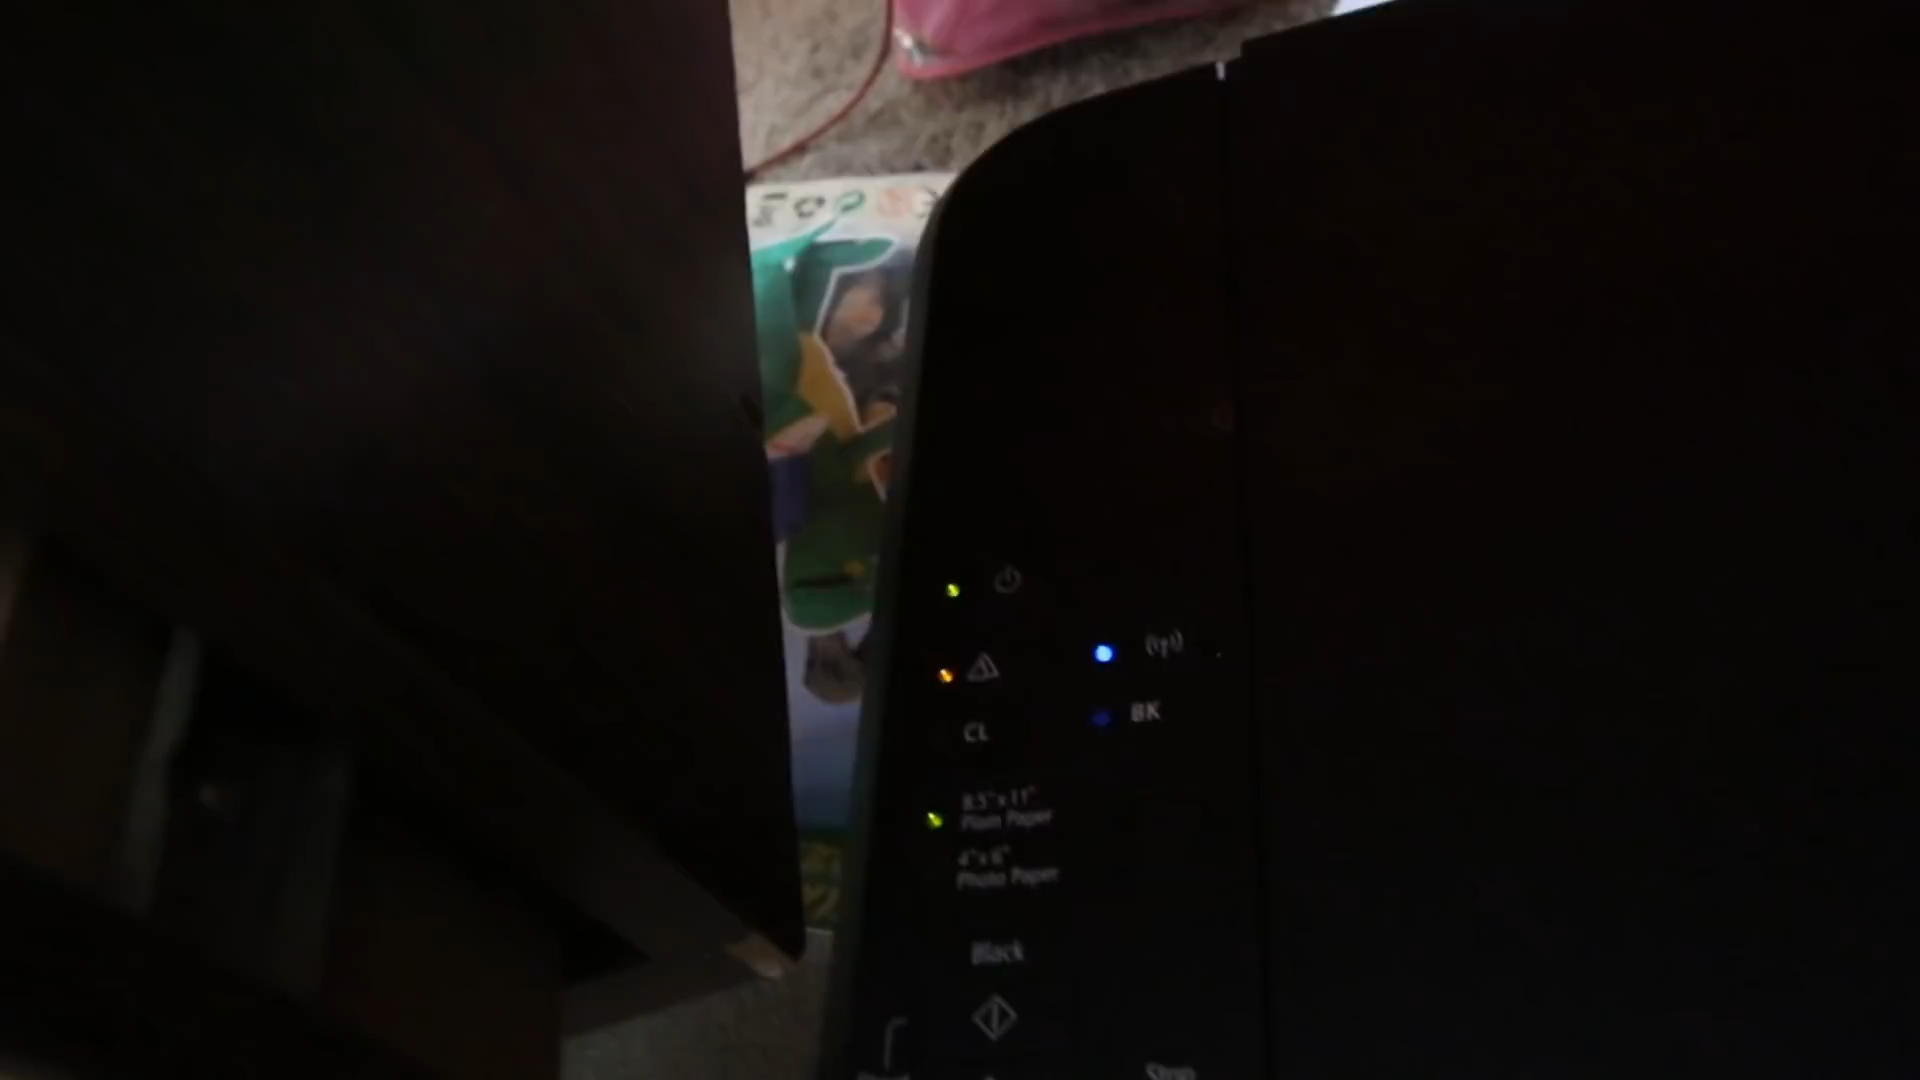 BK
CL
8.5"x11"
Plain Paper
4"x6"
Photo Paper
Black
Stop